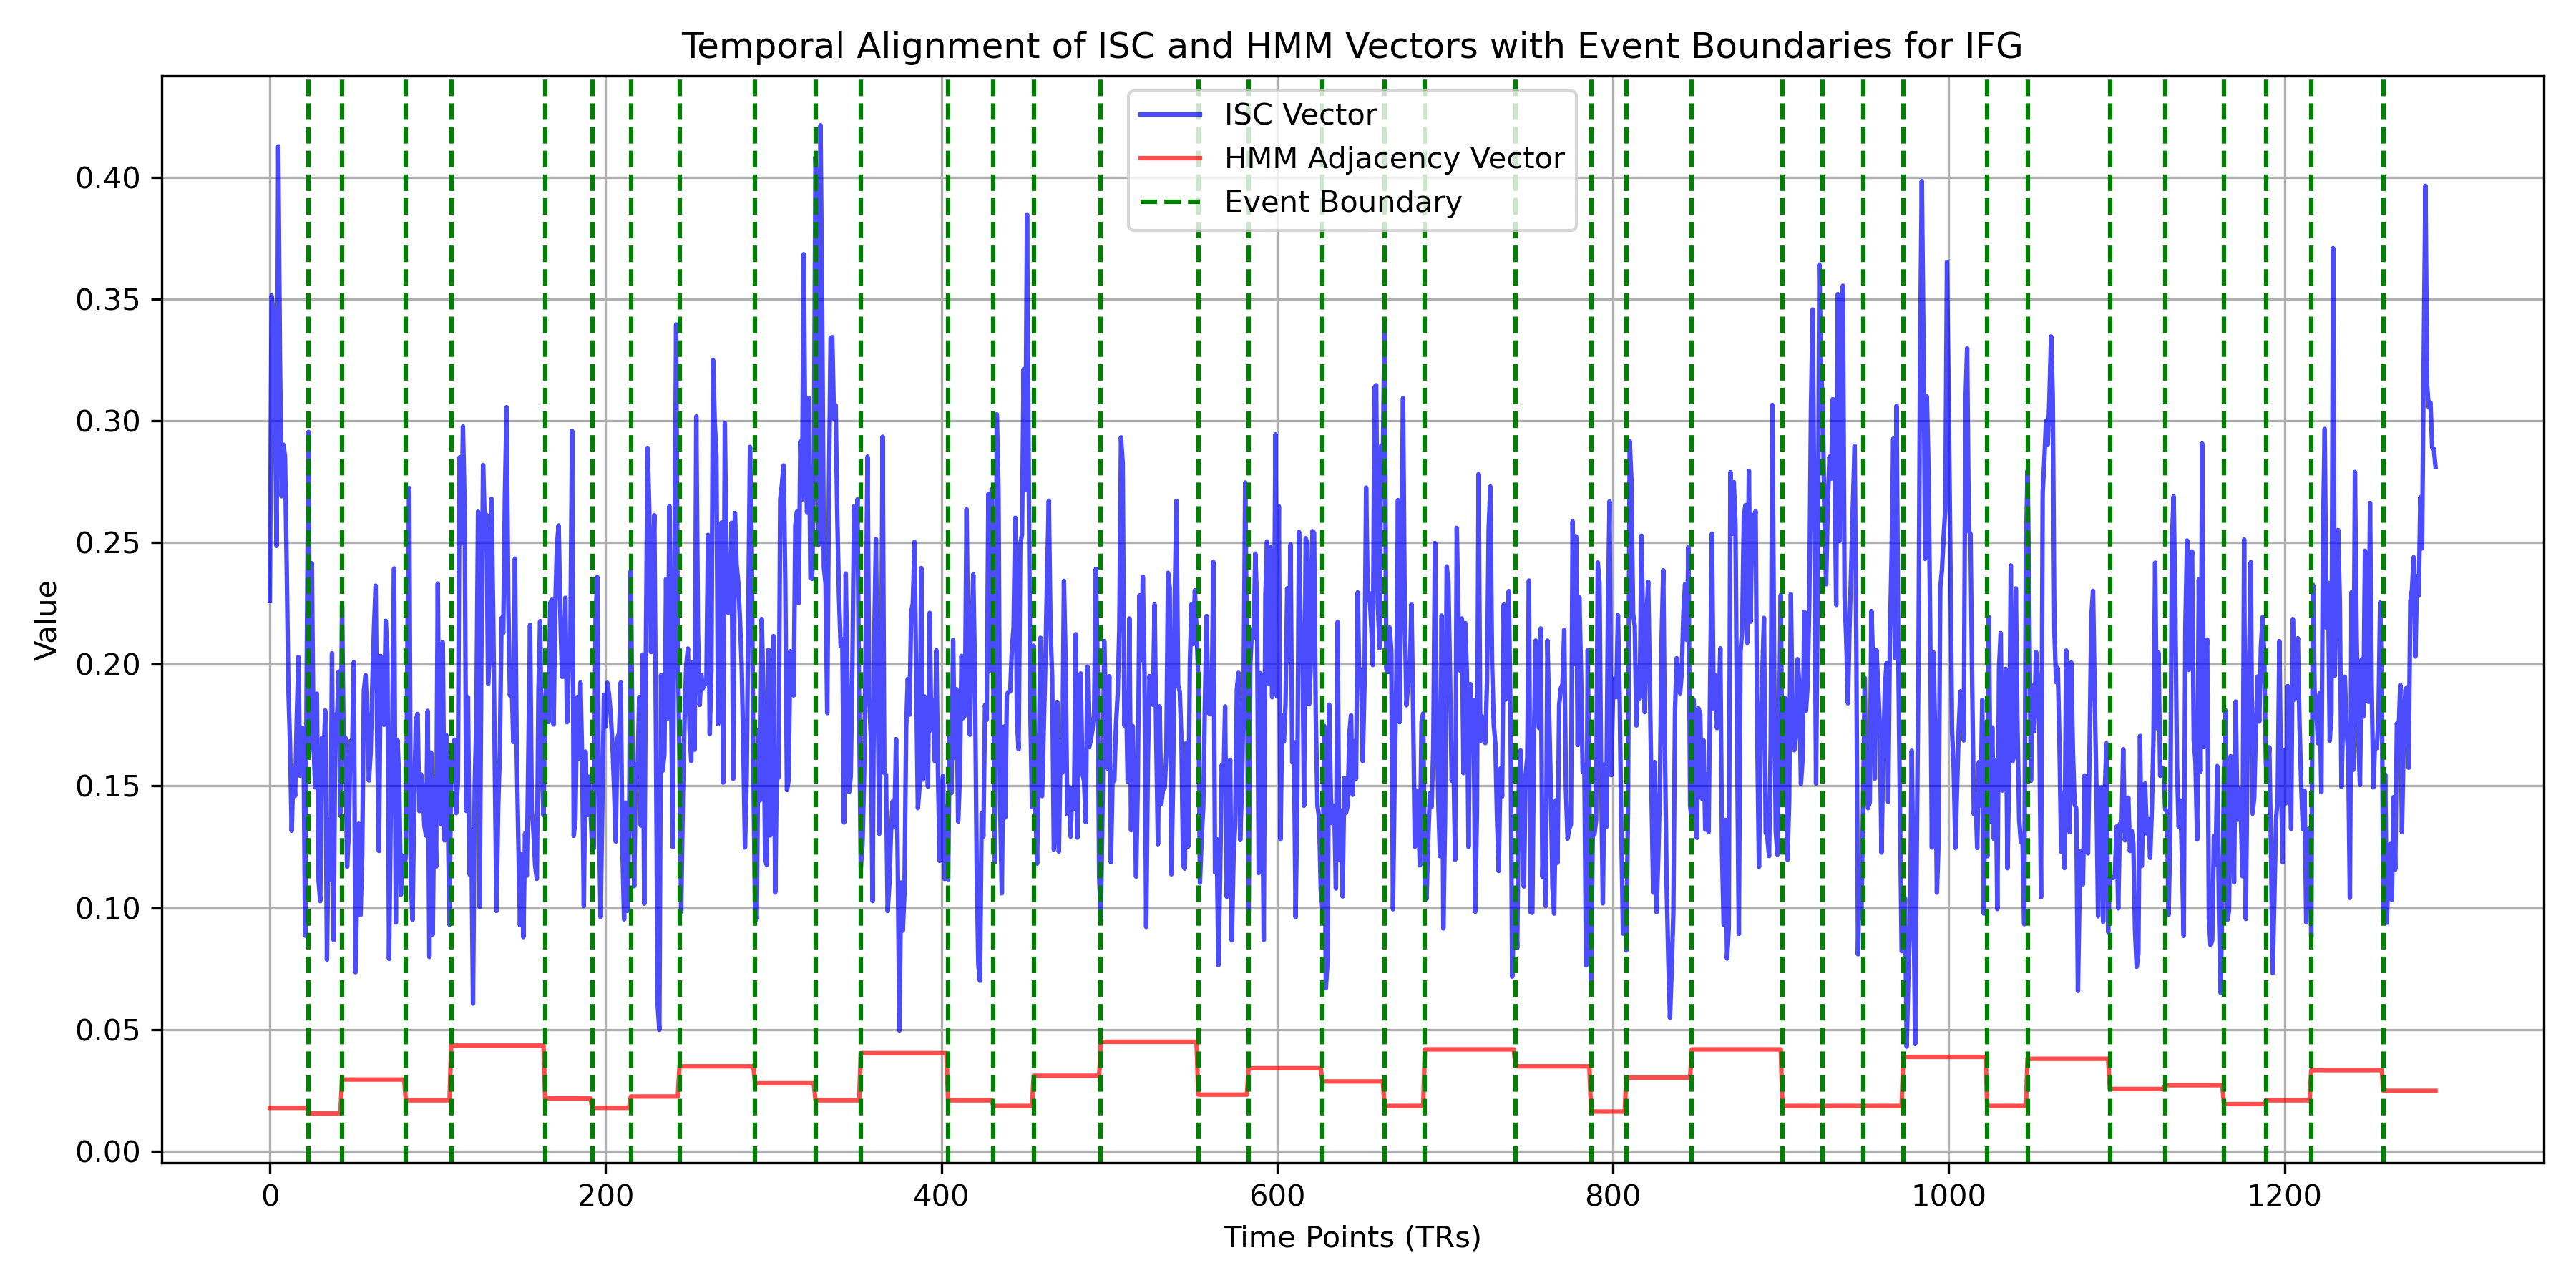 Temporal Alignment of ISC and HMM Vectors with Event Boundaries for IFG
ISC Vector
HMM Adjacency Vector
Event Boundary
Value
0.40
0.35
0.30
0.25
0.20
0.15
0.10
0.05
0.00
0 200 400 600 800 1000 1200
Time Points (TRs)